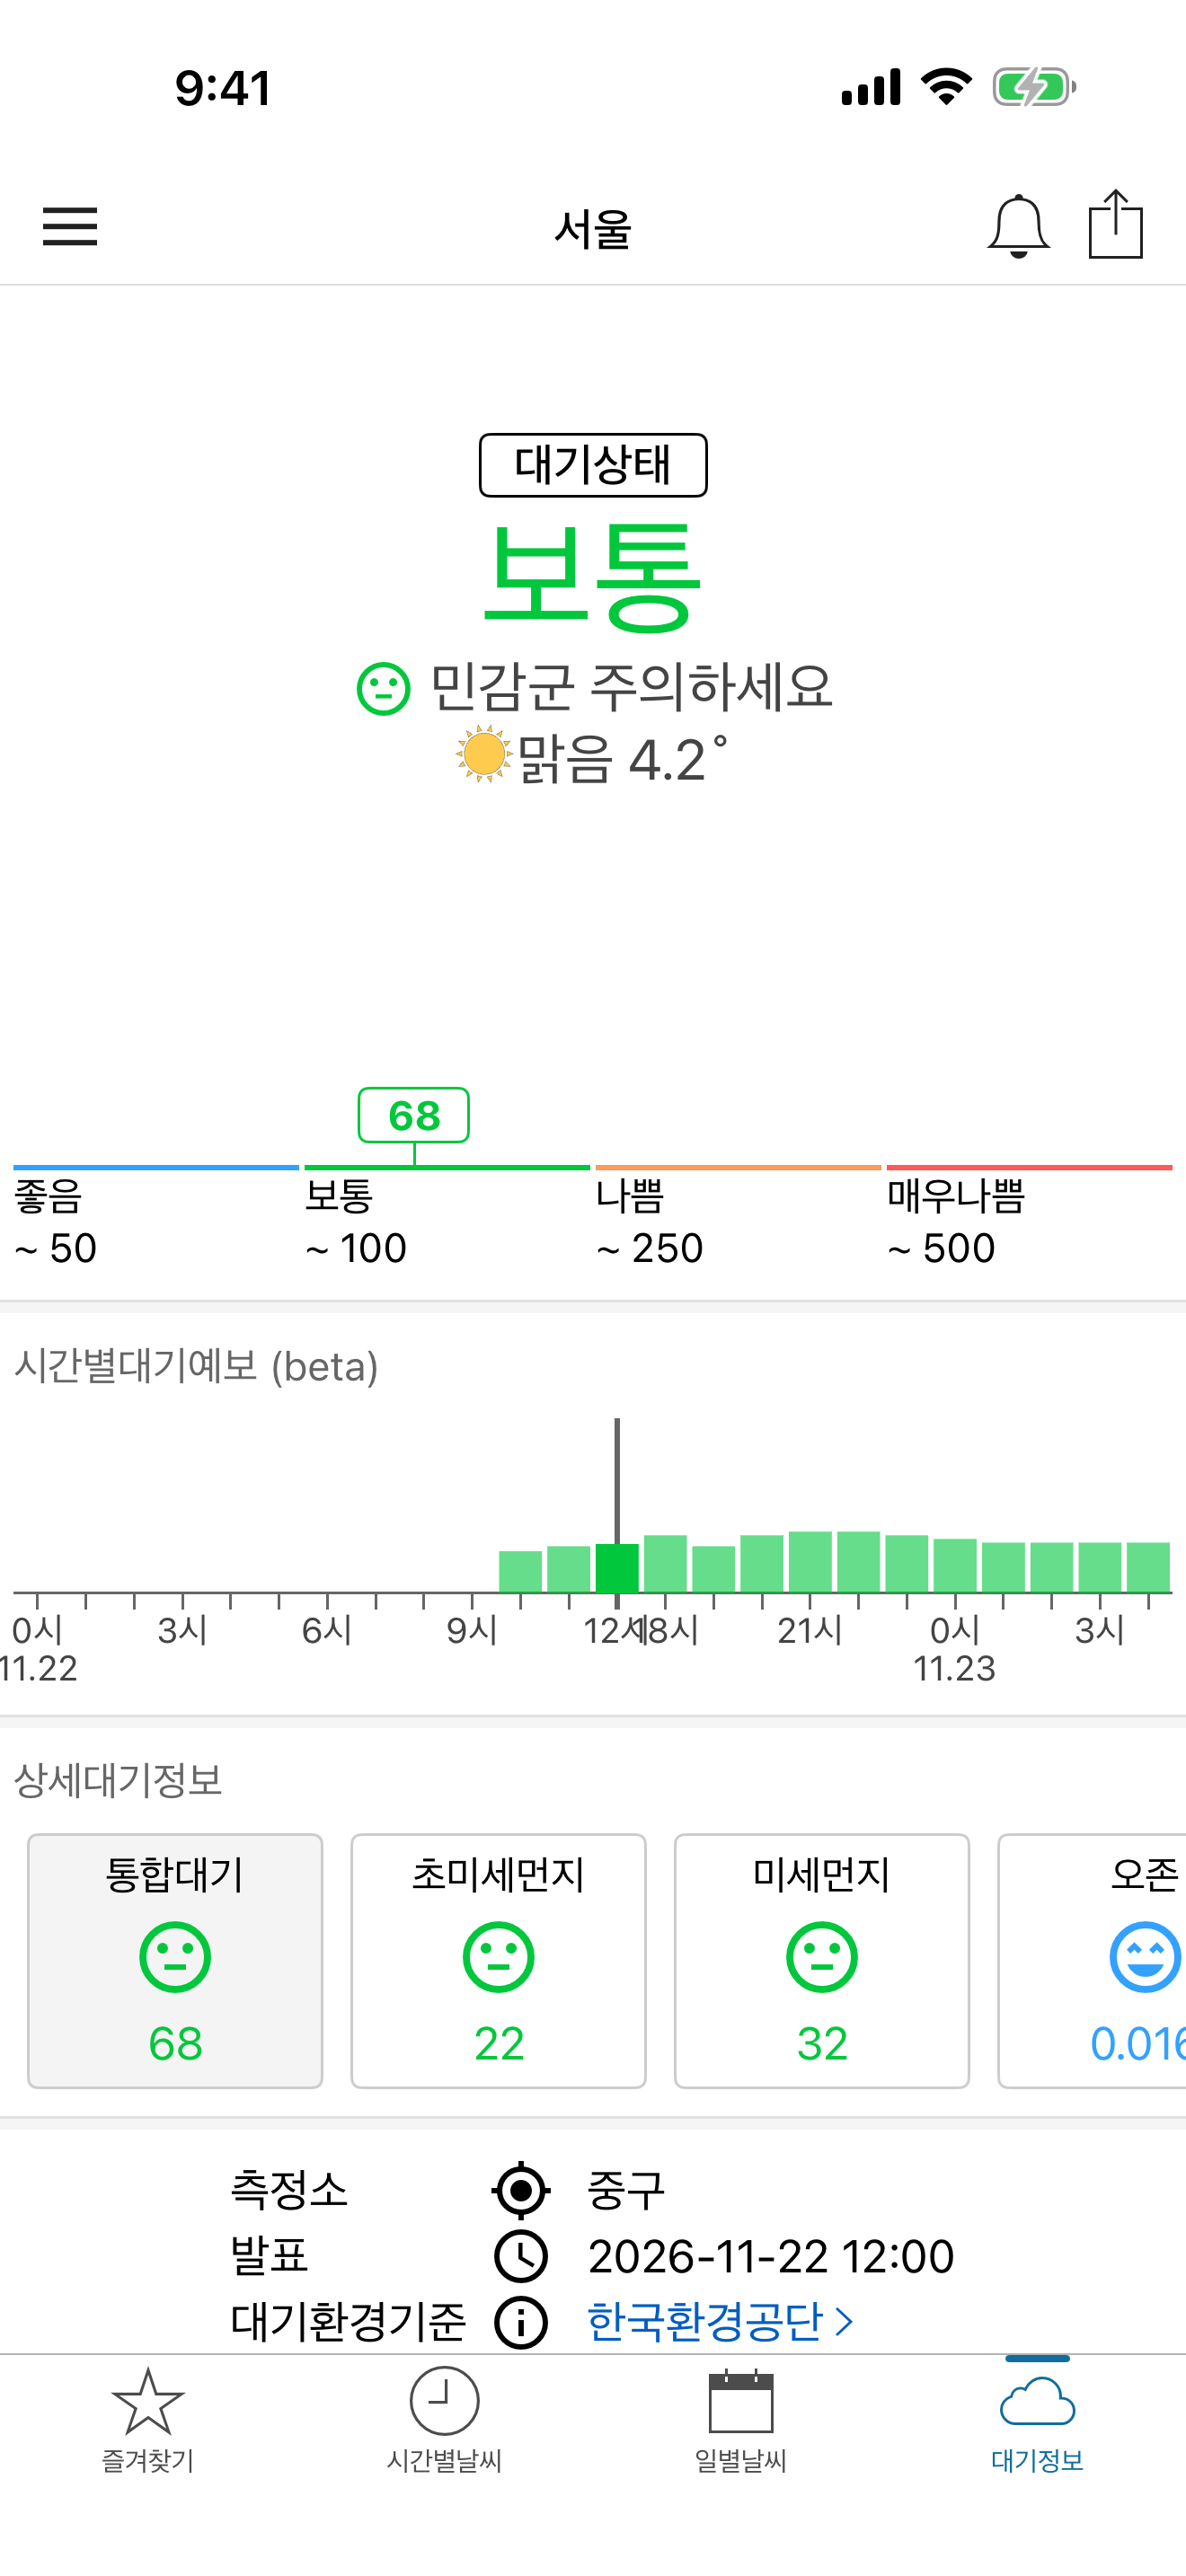 9:41
서울
대기상태
보통
민감군 주의하세요
맑음 4.2˚
68
좋음 보통 나쁨 매우나쁨
~ 50 ~ 100 ~ 250 ~ 500
시간별대기예보 (beta)
0시 3시 6시 9시 12시 18시 21시 0시 3시
11.22 11.23
상세대기정보
통합대기 초미세먼지 미세먼지 오존
68 22 32 0.016
측정소 중구
발표 2026-11-22 12:00
대기환경기준 한국환경공단
즐겨찾기 시간별날씨 일별날씨 대기정보